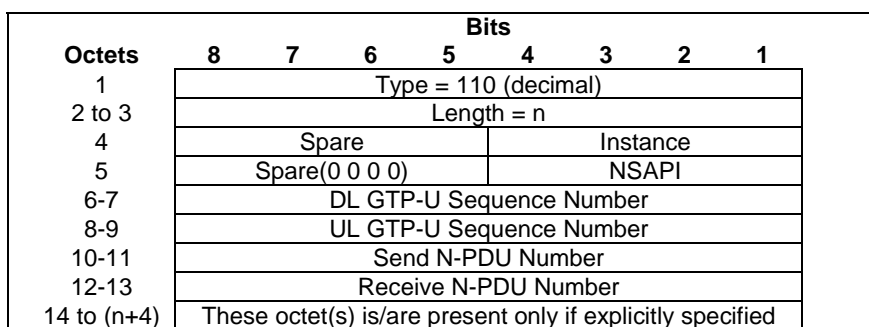 Bits
Octets 8 7 6 5 4 3 2 1
1 Type = 110 (decimal)
2 to 3 Length = n
4 Spare Instance
5 Spare(0 0 0 0) NSAPI
6-7 DL GTP-U Sequence Number
8-9 UL GTP-U Sequence Number
10-11 Send N-PDU Number
12-13 Receive N-PDU Number
14 to (n+4) These octet(s) is/are present only if explicitly specified